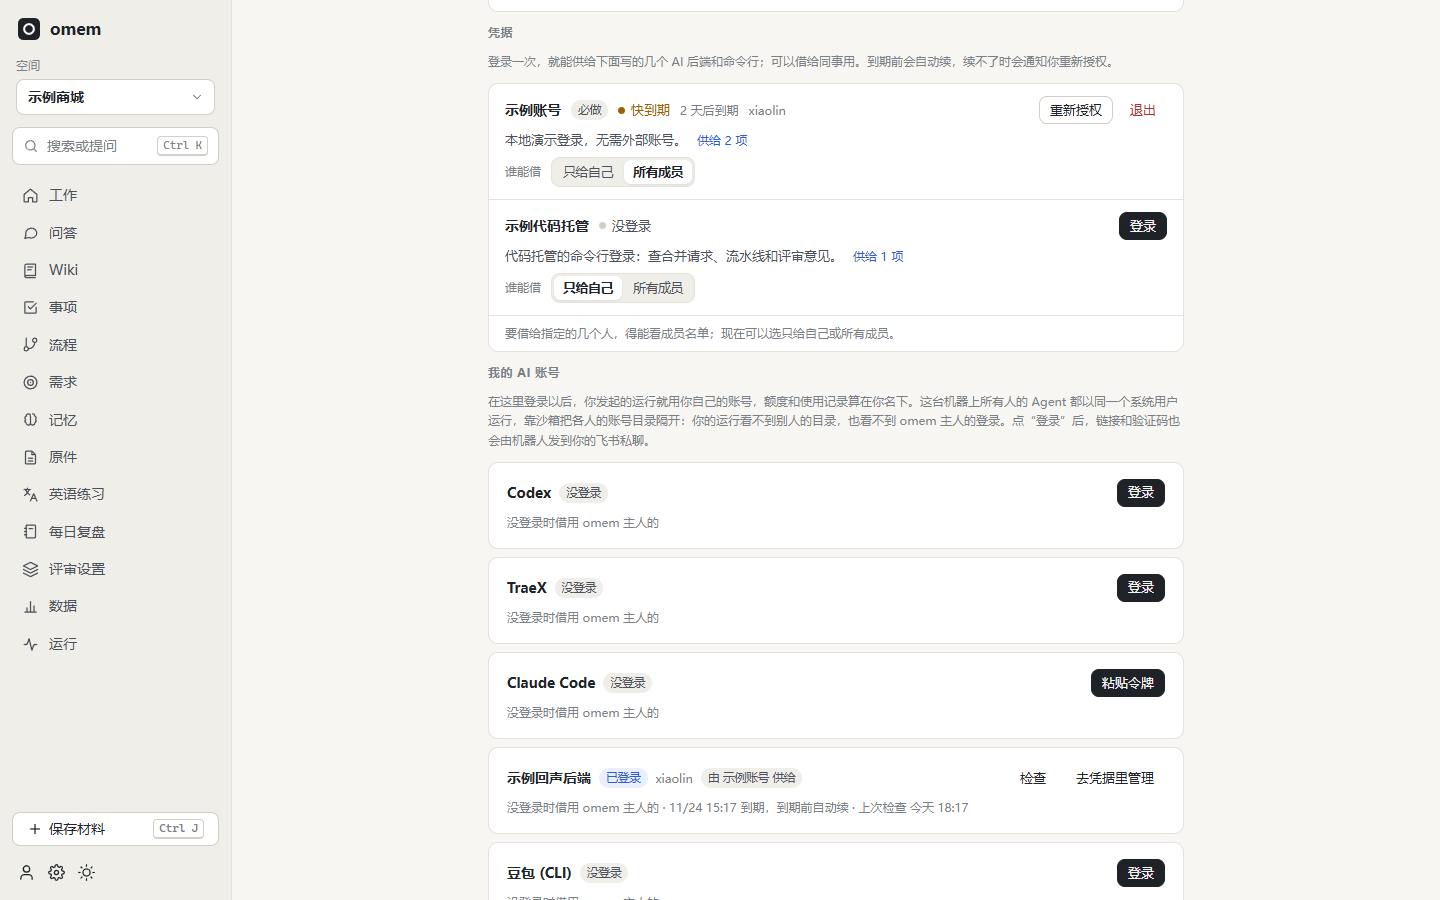 omem
空间
示例商城
搜索或提问 Ctrl K
工作
问答
Wiki
事项
流程
需求
记忆
原件
英语练习
每日复盘
评审设置
数据
运行
保存材料 Ctrl J
凭据
登录一次，就能供给下面写的几个 AI 后端和命令行；可以借给同事用。到期前会自动续，续不了时会通知你重新授权。
示例账号 必做 快到期 2 天后到期 xiaolin 重新授权 退出
本地演示登录，无需外部账号。 供给 2 项
谁能借 只给自己 所有成员
示例代码托管 没登录 登录
代码托管的命令行登录：查合并请求、流水线和评审意见。 供给 1 项
谁能借 只给自己 所有成员
要借给指定的几个人，得能看成员名单；现在可以选只给自己或所有成员。
我的 AI 账号
在这里登录以后，你发起的运行就用你自己的账号，额度和使用记录算在你名下。这台机器上所有人的 Agent 都以同一个系统用户
运行，靠沙箱把各人的账号目录隔开：你的运行看不到别人的目录，也看不到 omem 主人的登录。点“登录”后，链接和验证码也
会由机器人发到你的飞书私聊。
Codex 没登录 登录
没登录时借用 omem 主人的
TraeX 没登录 登录
没登录时借用 omem 主人的
Claude Code 没登录 粘贴令牌
没登录时借用 omem 主人的
示例回声后端 已登录 xiaolin 由 示例账号 供给 检查 去凭据里管理
没登录时借用 omem 主人的 · 11/24 15:17 到期，到期前自动续 · 上次检查 今天 18:17
豆包 (CLI) 没登录 登录